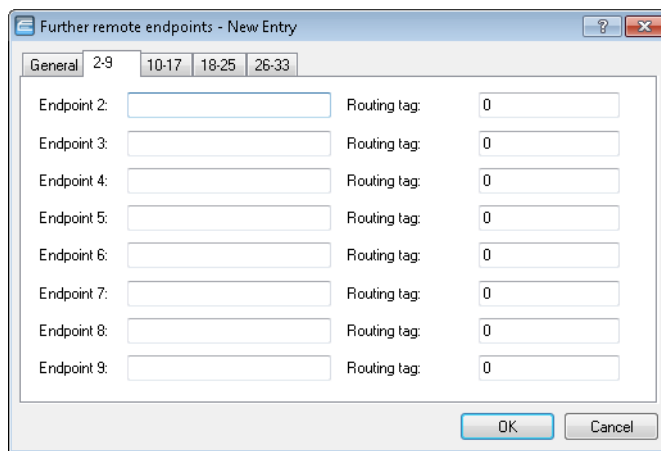 Further remote endpoints - New Entry
?
General 2-9 10-17 18-25 26-33
Endpoint 2: Routing tag: 0
Endpoint 3: Routing tag: 0
Endpoint 4: Routing tag: 0
Endpoint 5: Routing tag: 0
Endpoint 6: Routing tag: 0
Endpoint 7: Routing tag: 0
Endpoint 8: Routing tag: 0
Endpoint 9: Routing tag: 0
OK Cancel